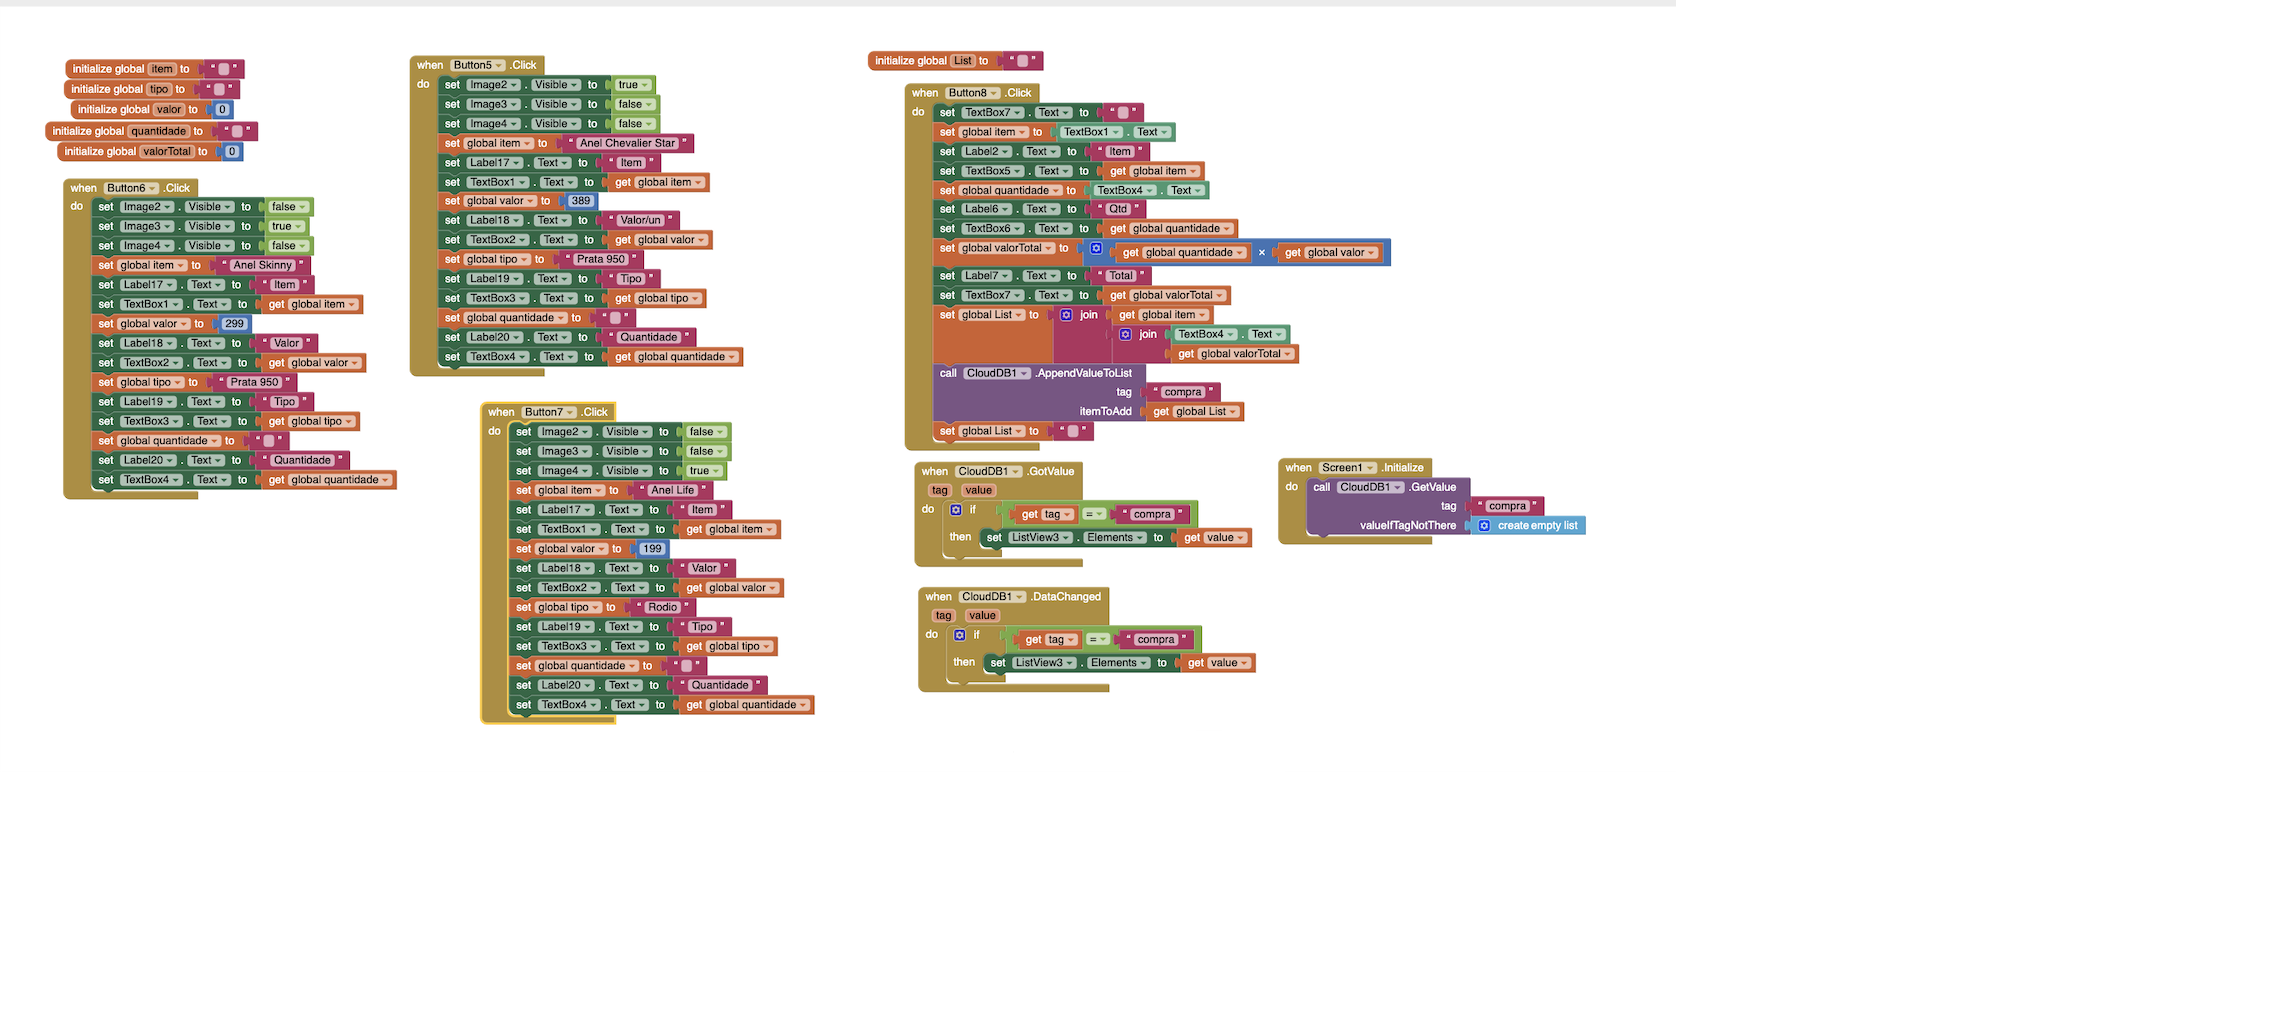 initialize global item to " "
initialize global tipo to " "
initialize global valor to 0
initialize global quantidade to " "
initialize global valorTotal to 0
when Button6 .Click
do set Image2 . Visible to false
set Image3 . Visible to true
set Image4 . Visible to false
set global item to " Anel Skinny "
set Label17 . Text to " Item "
set TextBox1 . Text to get global item
set global valor to 299
set Label18 . Text to " Valor "
set TextBox2 . Text to get global valor
set global tipo to " Prata 950 "
set Label19 . Text to " Tipo "
set TextBox3 . Text to get global tipo
set global quantidade to " "
set Label20 . Text to " Quantidade "
set TextBox4 . Text to get global quantidade
when Button5 .Click
do set Image2 . Visible to true
set Image3 . Visible to false
set Image4 . Visible to false
set global item to " Anel Chevalier Star "
set Label17 . Text to " Item "
set TextBox1 . Text to get global item
set global valor to 389
set Label18 . Text to " Valor/un "
set TextBox2 . Text to get global valor
set global tipo to " Prata 950 "
set Label19 . Text to " Tipo "
set TextBox3 . Text to get global tipo
set global quantidade to " "
set Label20 . Text to " Quantidade "
set TextBox4 . Text to get global quantidade
when Button7 .Click
do set Image2 . Visible to false
set Image3 . Visible to false
set Image4 . Visible to true
set global item to " Anel Life "
set Label17 . Text to " Item "
set TextBox1 . Text to get global item
set global valor to 199
set Label18 . Text to " Valor "
set TextBox2 . Text to get global valor
set global tipo to " Rodio "
set Label19 . Text to " Tipo "
set TextBox3 . Text to get global tipo
set global quantidade to " "
set Label20 . Text to " Quantidade "
set TextBox4 . Text to get global quantidade
initialize global List to " "
when Button8 .Click
do set TextBox7 . Text to " "
set global item to TextBox1 . Text
set Label2 . Text to " Item "
set TextBox5 . Text to get global item
set global quantidade to TextBox4 . Text
set Label6 . Text to " Qtd "
set TextBox6 . Text to get global quantidade
set global valorTotal to get global quantidade × get global valor
set Label7 . Text to " Total "
set TextBox7 . Text to get global valorTotal
set global List to join get global item
join TextBox4 . Text
get global valorTotal
call CloudDB1 .AppendValueToList
tag " compra "
itemToAdd get global List
set global List to " "
when CloudDB1 .GotValue
tag value
do if get tag = " compra "
then set ListView3 . Elements to get value
when CloudDB1 .DataChanged
tag value
do if get tag = " compra "
then set ListView3 . Elements to get value
when Screen1 .Initialize
do call CloudDB1 .GetValue
tag " compra "
valueIfTagNotThere create empty list